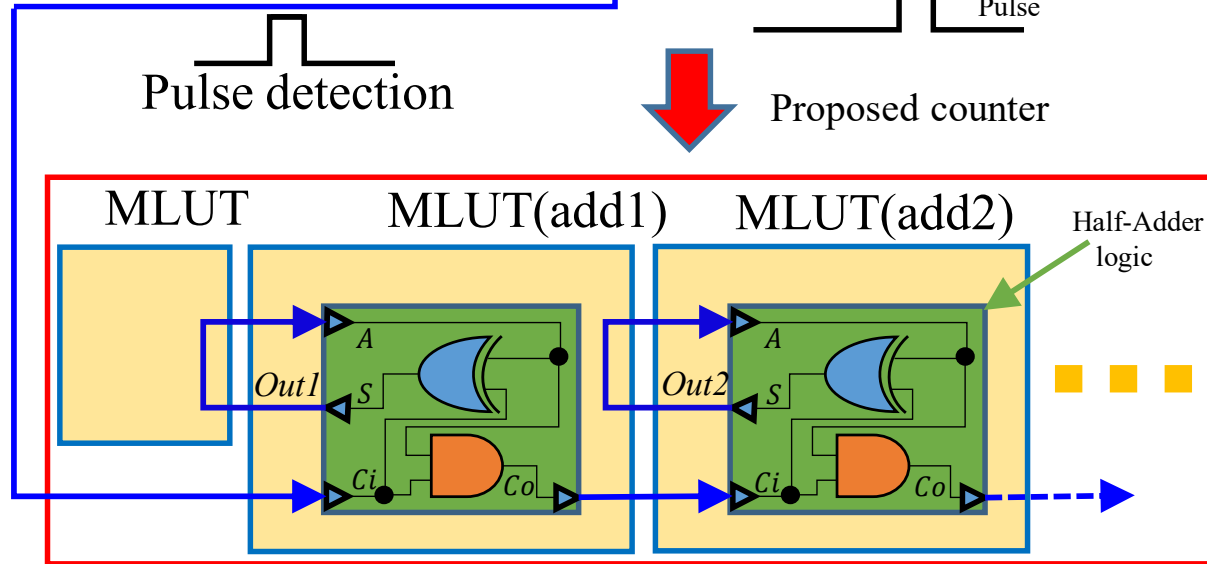 Pulse
Pulse detection
Proposed counter
MLUT
MLUT(add1)
MLUT(add2)
Half-Adder
logic
A
Out1
S
Ci
Co
A
Out2
S
Ci
Co